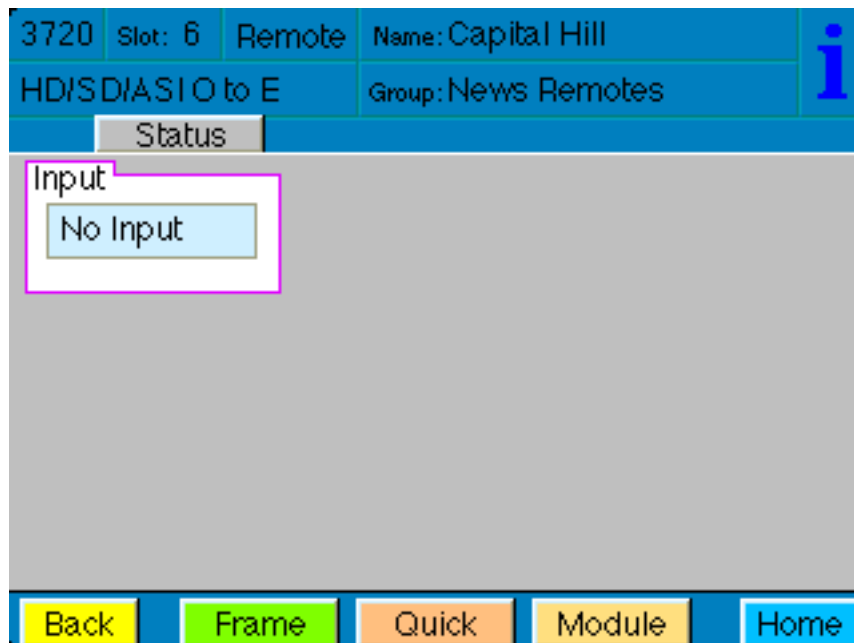 3720 Slot: 6 Remote Name: Capital Hill
i
HD/SD/ASI O to E Group: News Remotes
Status
Input
No Input
Back Frame Quick Module Home